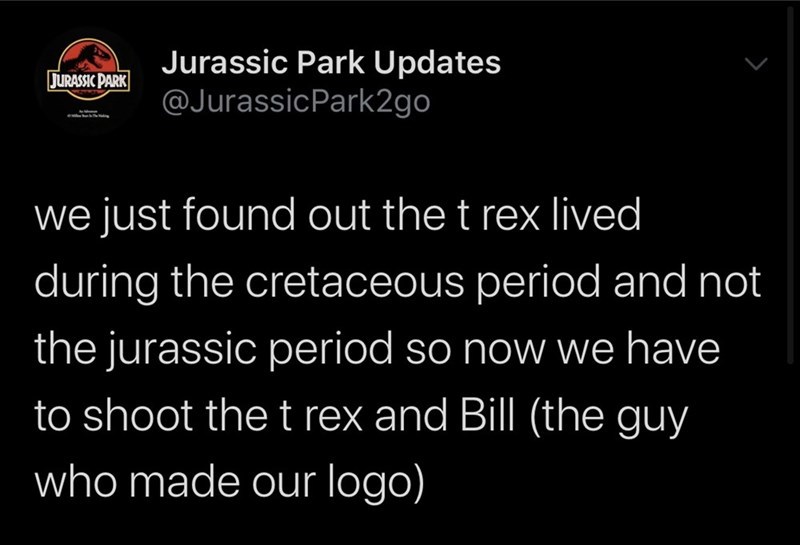 JURASSIC PARK
Jurassic Park Updates
@JurassicPark2go
we just found out the t rex lived
during the cretaceous period and not
the jurassic period so now we have
to shoot the t rex and Bill (the guy
who made our logo)